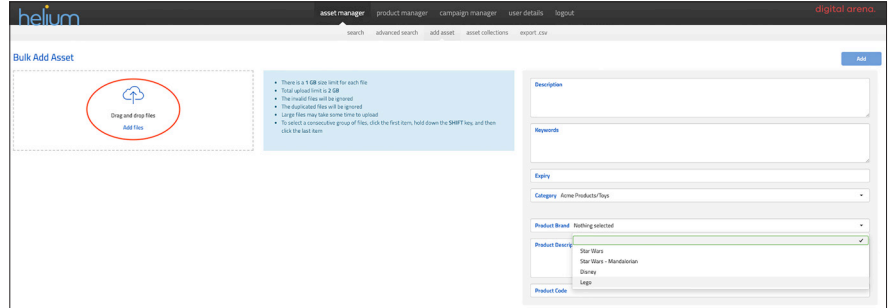 helium
asset manager product manager campaign manager user details logout
digital arena.
search advanced search add asset asset collections export .csv
Bulk Add Asset
Add
Drag and drop files
Add files
There is a 1 GB size limit for each file
Total upload limit is 2 GB
The invalid files will be ignored
The duplicated files will be ignored
Large files may take some time to upload
To select a consecutive group of files, click the first item, hold down the SHIFT key, and then
click the last item
Description
Keywords
Expiry
Category Acme Products/Toys
Product Brand Nothing selected
Product Descrip
Star Wars
Star Wars - Mandalorian
Disney
Lego
Product Code